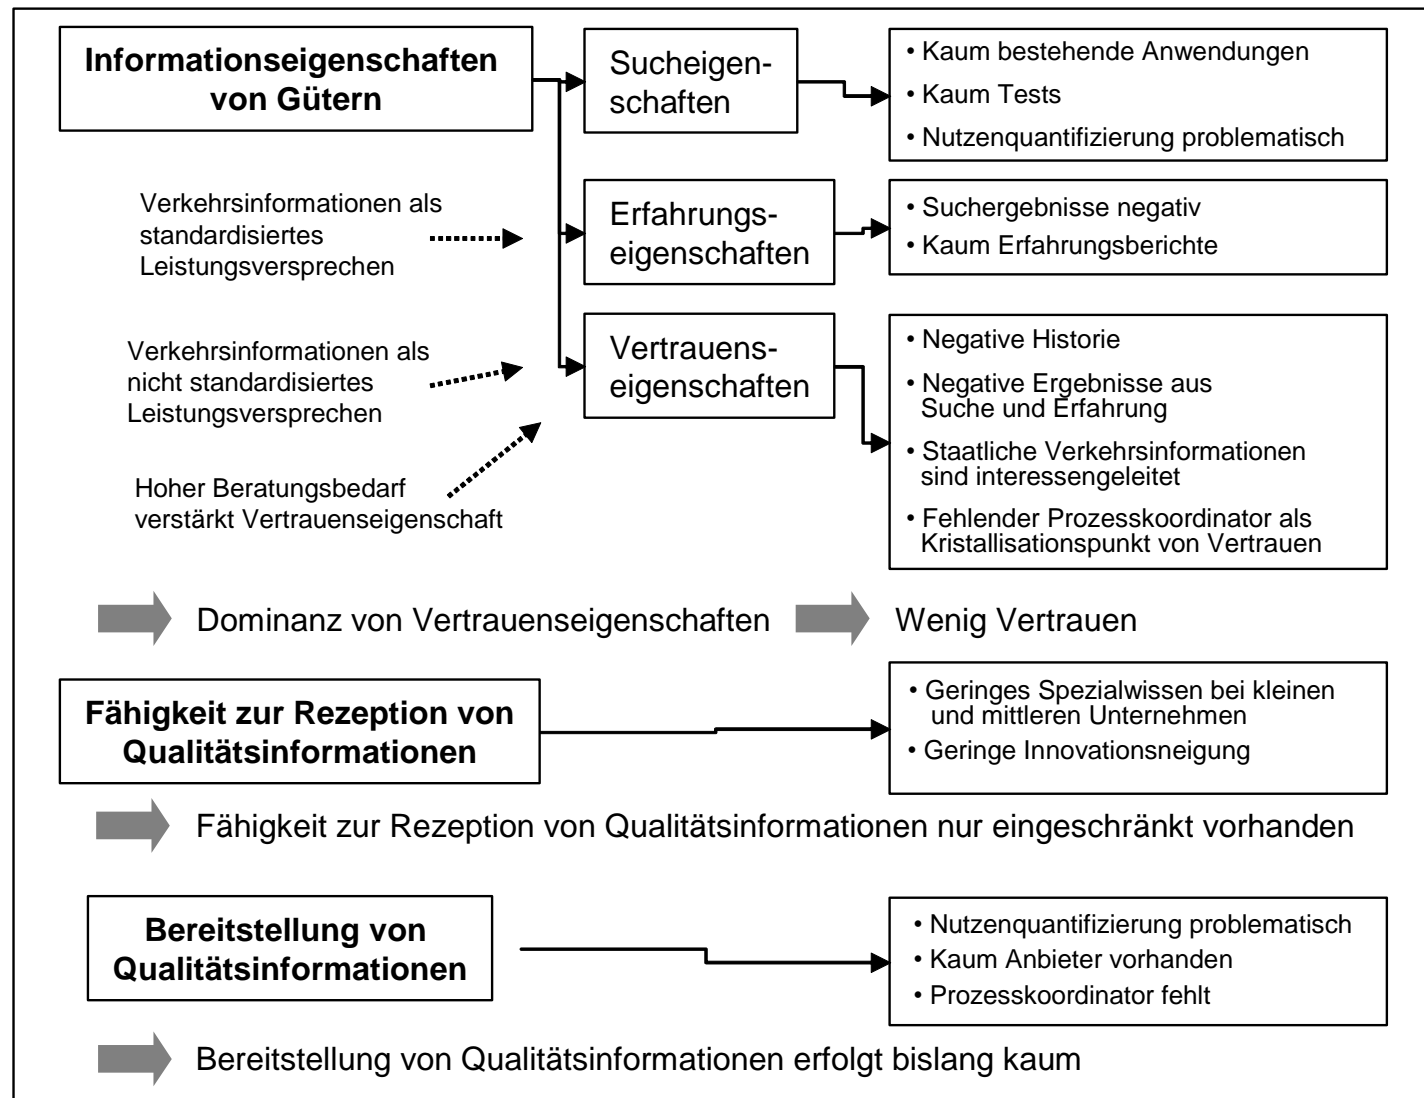 Informationseigenschaften
von Gütern
Sucheigen-
schaften
• Kaum bestehende Anwendungen
• Kaum Tests
• Nutzenquantifizierung problematisch
Verkehrsinformationen als
standardisiertes
Leistungsversprechen
Erfahrungs-
eigenschaften
• Suchergebnisse negativ
• Kaum Erfahrungsberichte
Verkehrsinformationen als
nicht standardisiertes
Leistungsversprechen
Vertrauens-
eigenschaften
• Negative Historie
• Negative Ergebnisse aus
Suche und Erfahrung
• Staatliche Verkehrsinformationen
sind interessengeleitet
• Fehlender Prozesskoordinator als
Kristallisationspunkt von Vertrauen
Hoher Beratungsbedarf
verstärkt Vertrauenseigenschaft
Dominanz von Vertrauenseigenschaften
Wenig Vertrauen
Fähigkeit zur Rezeption von
Qualitätsinformationen
• Geringes Spezialwissen bei kleinen
und mittleren Unternehmen
• Geringe Innovationsneigung
Fähigkeit zur Rezeption von Qualitätsinformationen nur eingeschränkt vorhanden
Bereitstellung von
Qualitätsinformationen
• Nutzenquantifizierung problematisch
• Kaum Anbieter vorhanden
• Prozesskoordinator fehlt
Bereitstellung von Qualitätsinformationen erfolgt bislang kaum